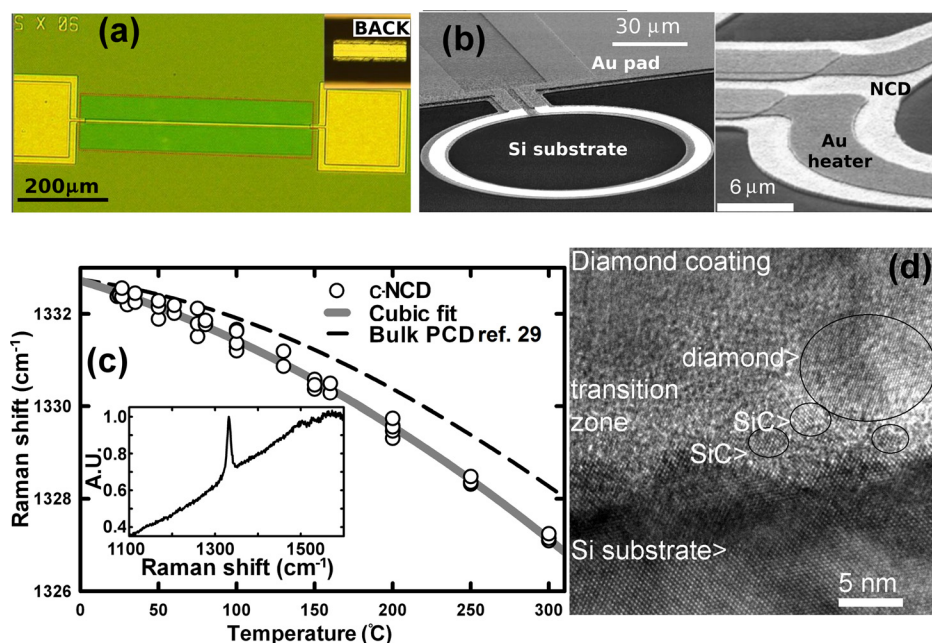 S X 06
(a)
BACK
200μm
(b)
30 μm
Au pad
Si substrate
NCD
Au
heater
6 μm
Raman shift (cm⁻¹)
1332
1330
1328
1326
0
50
100
150
200
250
300
Temperature (℃)
(c)
c-NCD
Cubic fit
Bulk PCD ref. 29
A.U.
1.0
0.8
0.6
0.4
1100
1300
1500
Raman shift (cm⁻¹)
Diamond coating
(d)
diamond>
transition
zone
SiC>
SiC>
Si substrate>
5 nm